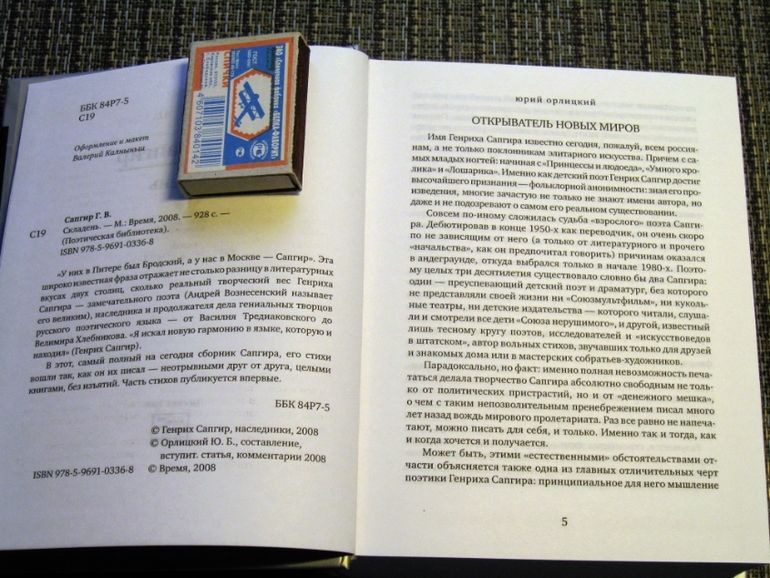 ББК 84Р7-5
С19
Оформление и макет
Валерий Калныньш
ГОСТ
СПИЧКИ
4 607103 840742
Сапгир Г. В.
С19
Складень. — М.: Время, 2008. — 928 с. —
(Поэтическая библиотека).
ISBN 978-5-9691-0336-8
«У них в Питере был Бродский, а у нас в Москве — Сапгир». Эта
широко известная фраза отражает не столько разницу в литературных
вкусах двух столиц, сколько реальный творческий вес Генриха
Сапгира — замечательного поэта (Андрей Вознесенский называет
его великим), наследника и продолжателя дела гениальных творцов
русского поэтического языка — от Василия Тредиаковского до
Велимира Хлебникова. «Я искал новую гармонию в языке, которую и
находил» (Генрих Сапгир).
В этот, самый полный на сегодня сборник Сапгира, его стихи
вошли так, как он их писал — неотрывными друг от друга, целыми
книгами, без изъятий. Часть стихов публикуется впервые.
ББК 84Р7-5
© Генрих Сапгир, наследники, 2008
© Орлицкий Ю. Б., составление,
вступит. статья, комментарии 2008
ISBN 978-5-9691-0336-8 © Время, 2008
юрий орлицкий
ОТКРЫВАТЕЛЬ НОВЫХ МИРОВ
Имя Генриха Сапгира известно сегодня, пожалуй, всем россия-
нам, а не только поклонникам элитарного искусства. Причем с са-
мых младых ногтей: начиная с «Принцессы и людоеда», «Умного кро-
лика» и «Лошарика». Именно как детский поэт Генрих Сапгир достиг
высочайшего признания — фольклорной анонимности: зная его про-
изведения, многие зачастую не только не знают имени автора, но
даже и не подозревают о самом его реальном существовании.
Совсем по-иному сложилась судьба «взрослого» поэта Сапги-
ра. Дебютировав в конце 1950-х как переводчик, он очень скоро
по не зависящим от него (а только от литературного и прочего
«начальства», как он предпочитал говорить) причинам оказался
в андеграунде, откуда выбрался только в начале 1980-х. Поэто-
му целых три десятилетия существовало словно бы два Сапгира:
один — преуспевающий детский поэт и драматург, без которого
не представляли своей жизни ни «Союзмультфильм», ни куколь-
ные театры, ни детские издательства — которого читали, слуша-
ли и смотрели все дети «Союза нерушимого», и другой, известный
лишь тесному кругу поэтов, исследователей и «искусствоведов
в штатском», автор вольных стихов, звучавших только для друзей
и знакомых дома или в мастерских собратьев-художников.
Парадоксально, но факт: именно полная невозможность печа-
таться делала творчество Сапгира абсолютно свободным не толь-
ко от политических пристрастий, но и от «денежного мешка»,
о чем с таким непозволительным пренебрежением писал много
лет назад вождь мирового пролетариата. Раз все равно не напеча-
тают, можно писать для себя, и только. Именно так и тогда, как
и когда хочется и получается.
Может быть, этими «естественными» обстоятельствами от-
части объясняется также одна из главных отличительных черт
поэтики Генриха Сапгира: принципиальное для него мышление
5